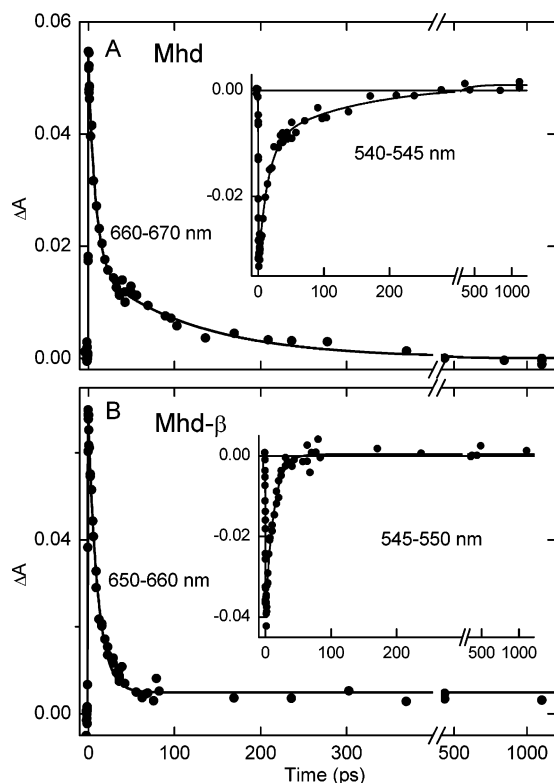 A Mhd
0.06
0.04
0.02
0.00
ΔA
660-670 nm
0.00
-0.02
540-545 nm
0 100 200 500 1000
B Mhd-β
0.04
0.00
ΔA
650-660 nm
0.00
-0.02
-0.04
545-550 nm
0 100 200 500 1000
0 100 200 300 500 1000
Time (ps)